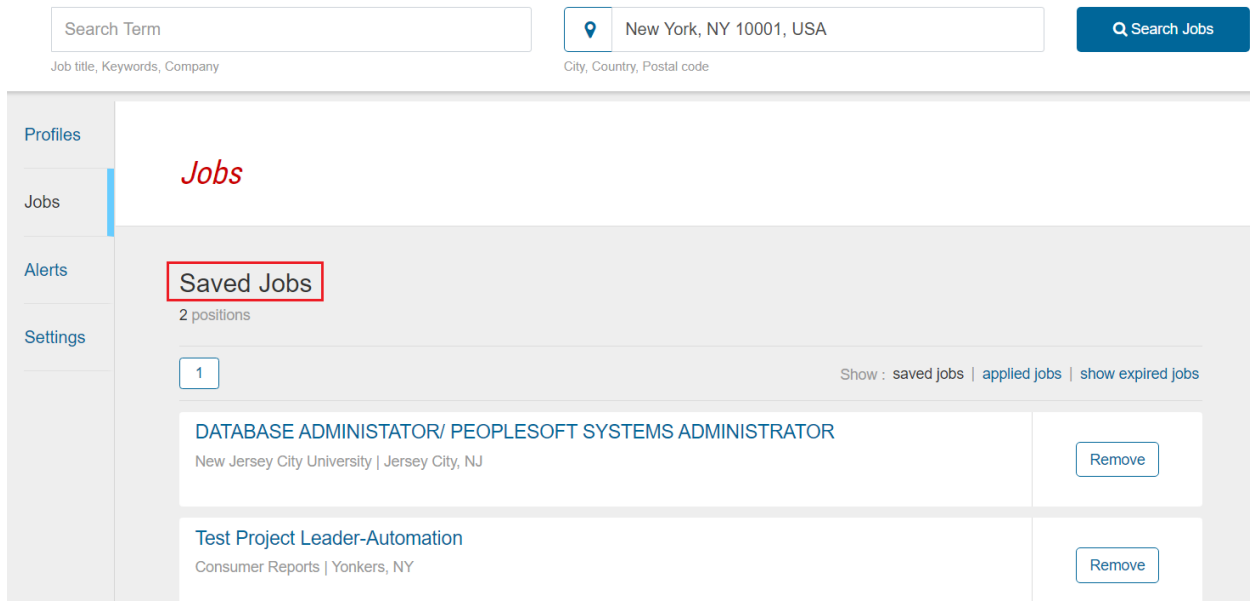 Search Term
New York, NY 10001, USA
Search Jobs
Job title, Keywords, Company
City, Country, Postal code
Profiles
Jobs
Alerts
Settings
Jobs
Saved Jobs
2 positions
1
Show : saved jobs | applied jobs | show expired jobs
DATABASE ADMINISTATOR/ PEOPLESOFT SYSTEMS ADMINISTRATOR
New Jersey City University | Jersey City, NJ
Remove
Test Project Leader-Automation
Consumer Reports | Yonkers, NY
Remove